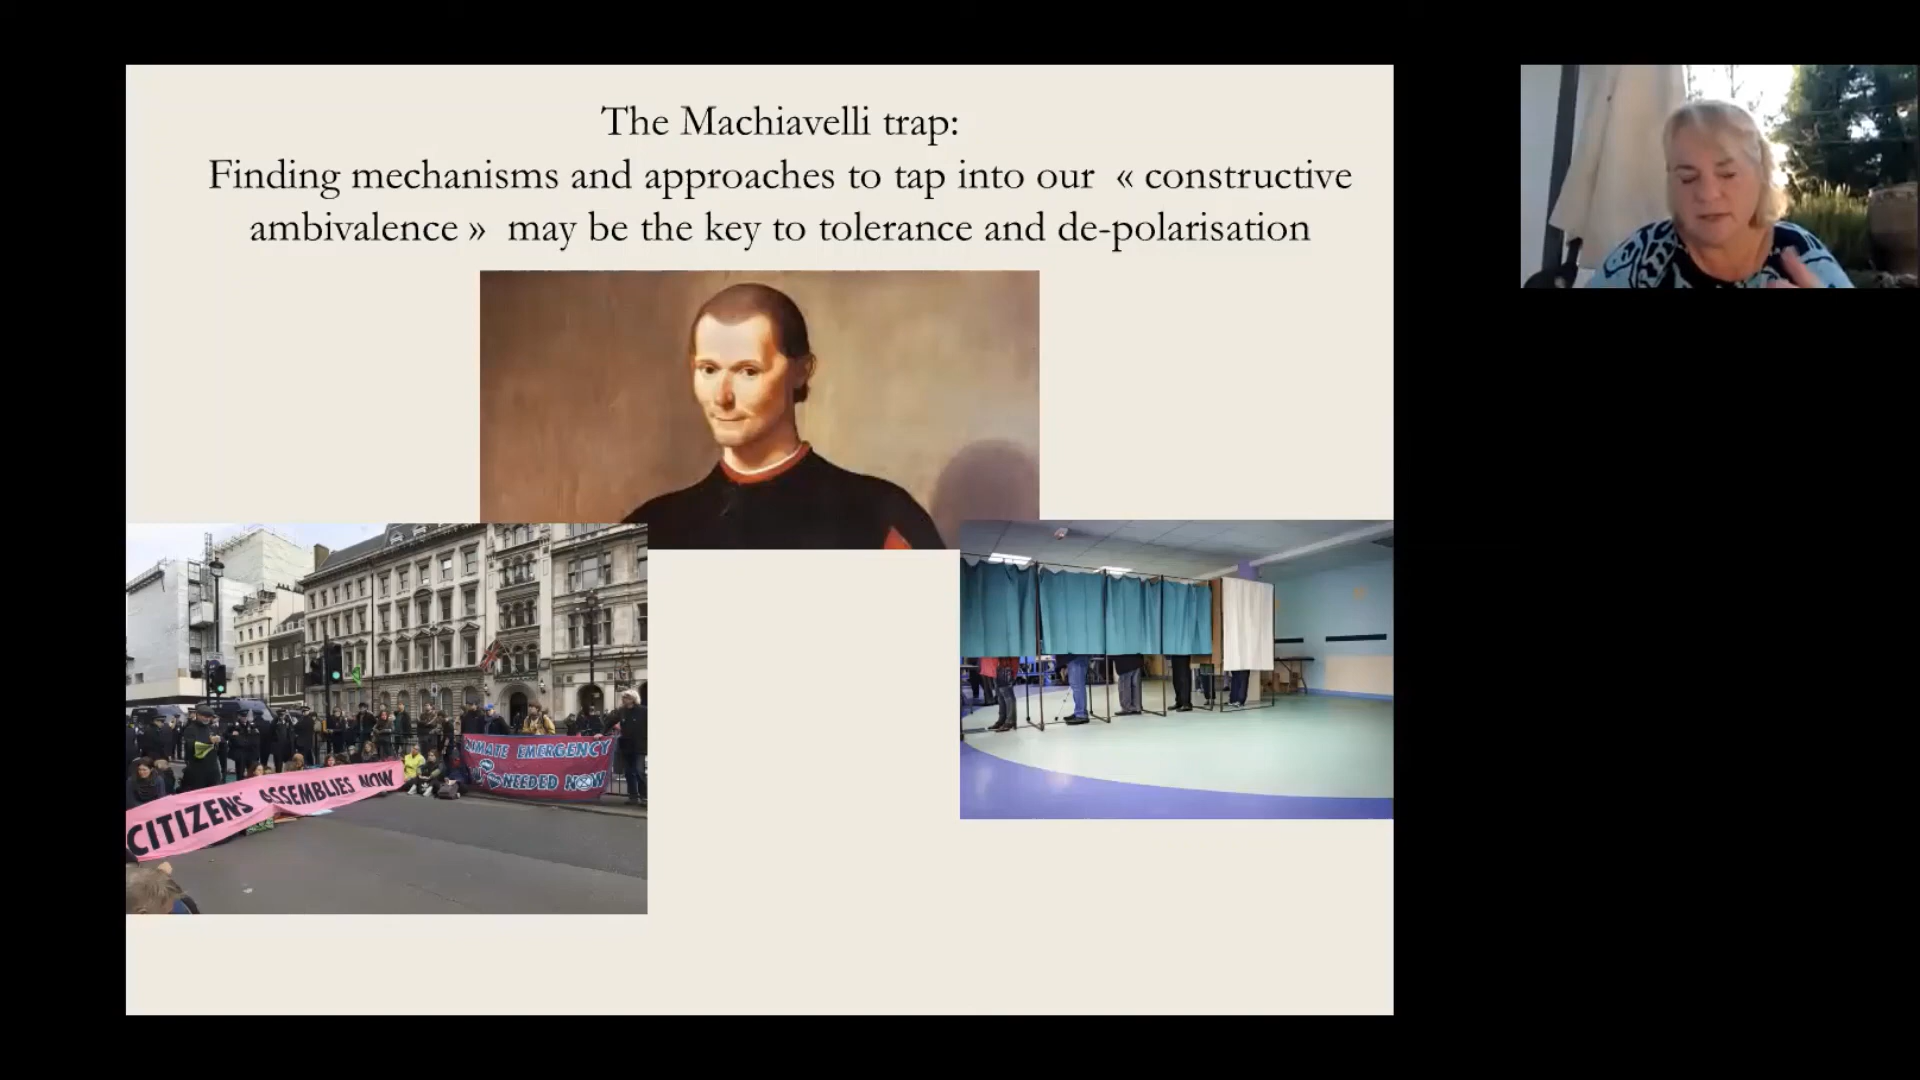 The Machiavelli trap:
Finding mechanisms and approaches to tap into our « constructive
ambivalence » may be the key to tolerance and de-polarisation
CITIZENS' ASSEMBLIES NOW
CLIMATE EMERGENCY
NEEDED NOW